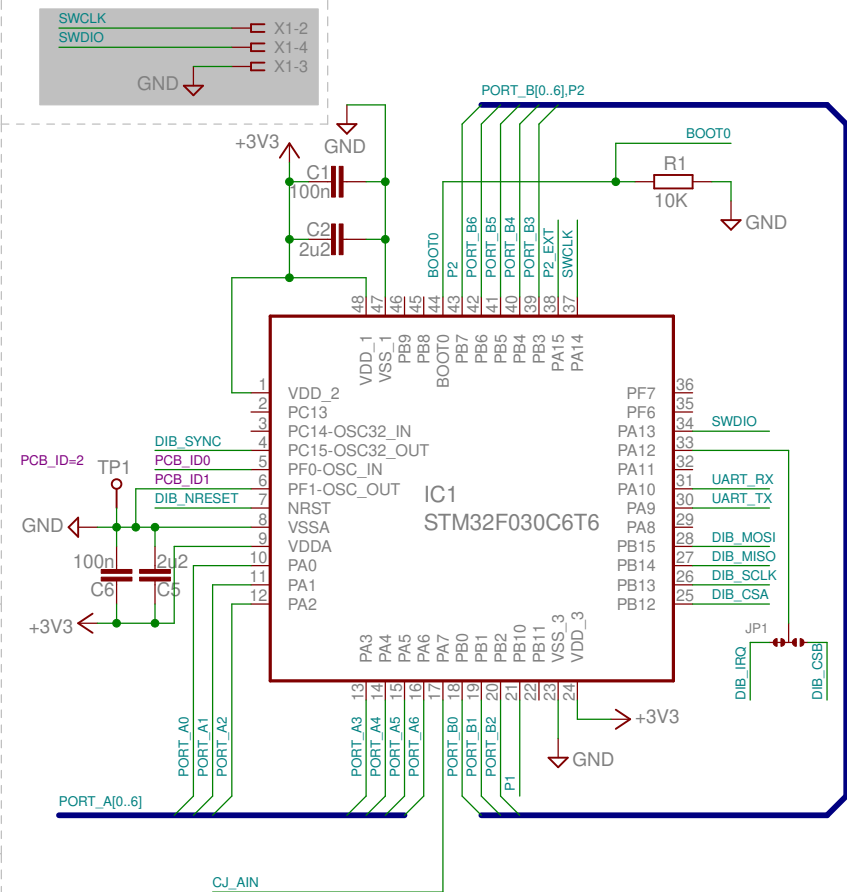 SWCLK
X1-2
SWDIO
X1-4
X1-3
GND
PORT_B[0..6],P2
+3V3
GND
BOOT0
C1
100n
R1
10K
GND
C2
2u2
BOOT0
P2
PORT_B6
PORT_B5
PORT_B4
PORT_B3
P2_EXT
SWCLK
48
47
46
45
44
43
42
41
40
39
38
37
VDD_1
VSS_1
PB9
PB8
BOOT0
PB7
PB6
PB5
PB4
PB3
PA15
PA14
1 VDD_2
2 PC13
3 PC14-OSC32_IN
DIB_SYNC 4 PC15-OSC32_OUT
PCB_ID=2
TP1
PCB_ID0 5 PF0-OSC_IN
PCB_ID1 6 PF1-OSC_OUT
DIB_NRESET 7 NRST
GND 8 VSSA
9 VDDA
10 PA0
11 PA1
12 PA2
100n
C6
2u2
C5
+3V3
IC1
STM32F030C6T6
PF7 36
PF6 35
PA13 34 SWDIO
PA12 33
PA11 32
PA10 31 UART_RX
PA9 30 UART_TX
PA8 29
PB15 28 DIB_MOSI
PB14 27 DIB_MISO
PB13 26 DIB_SCLK
PB12 25 DIB_CSA
JP1
DIB_IRQ
DIB_CSB
PA3
PA4
PA5
PA6
PA7
PB0
PB1
PB2
PB10
PB11
VSS_3
VDD_3
13
14
15
16
17
18
19
20
21
22
23
24
+3V3
GND
PORT_A0
PORT_A1
PORT_A2
PORT_A3
PORT_A4
PORT_A5
PORT_A6
PORT_B0
PORT_B1
PORT_B2
P1
PORT_A[0..6]
CJ_AIN